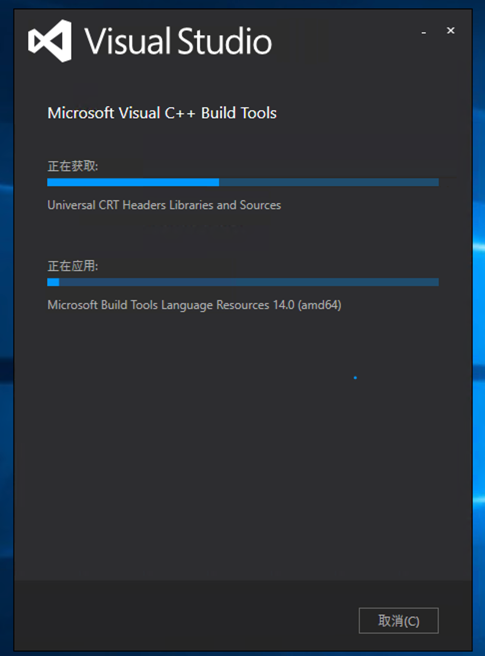 Visual Studio
Microsoft Visual C++ Build Tools
正在获取:
Universal CRT Headers Libraries and Sources
正在应用:
Microsoft Build Tools Language Resources 14.0 (amd64)
取消(C)